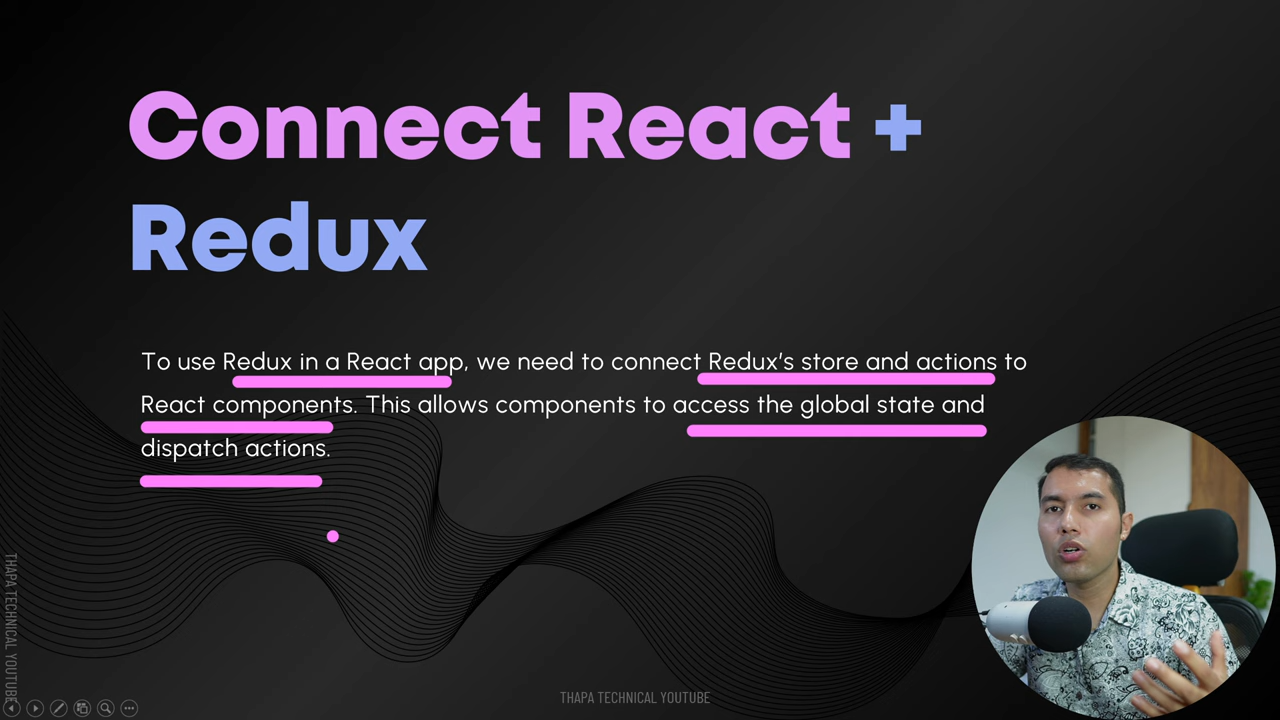 Connect React +
Redux
To use Redux in a React app, we need to connect Redux's store and actions to
React components. This allows components to access the global state and
dispatch actions.
THAPA TECHNICAL YOUTUBE
THAPA TECHNICAL YOUTUBE